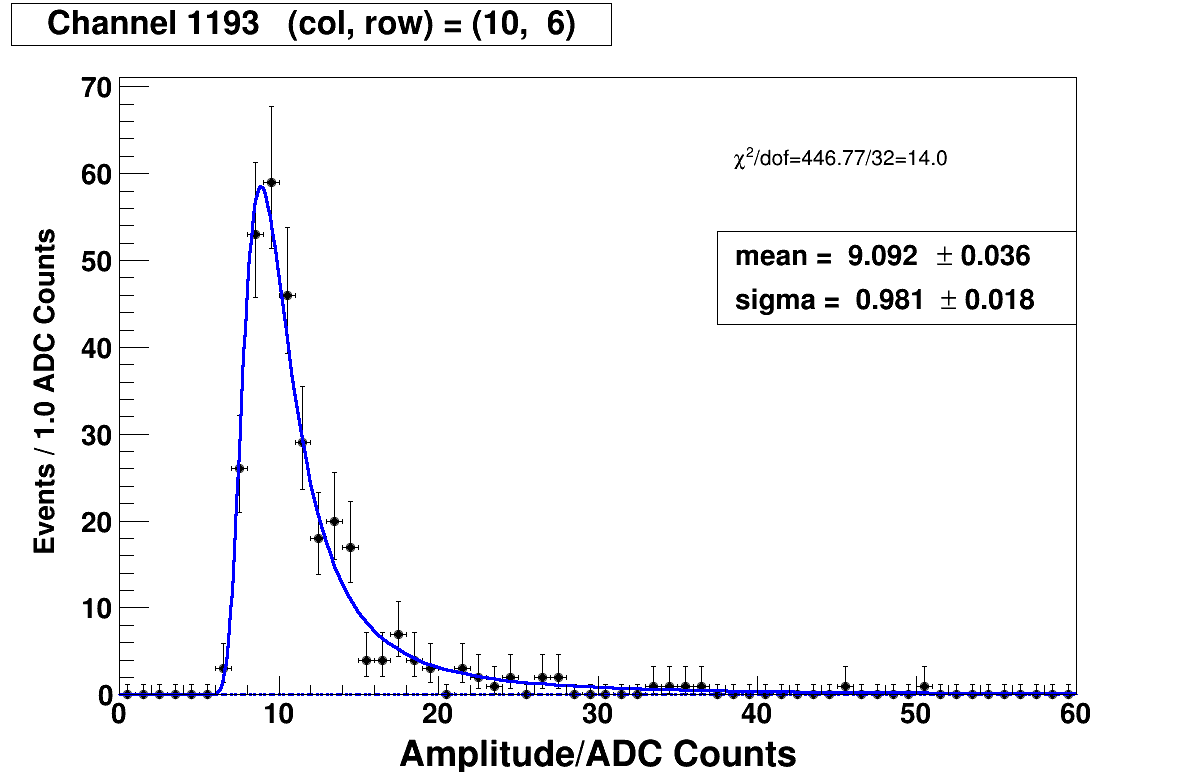 Channel 1193 (col, row) = (10, 6)
70
60
50
40
30
20
10
0
Events / 1.0 ADC Counts
χ²/dof=446.77/32=14.0
mean = 9.092 ± 0.036
sigma = 0.981 ± 0.018
0 10 20 30 40 50 60
Amplitude/ADC Counts